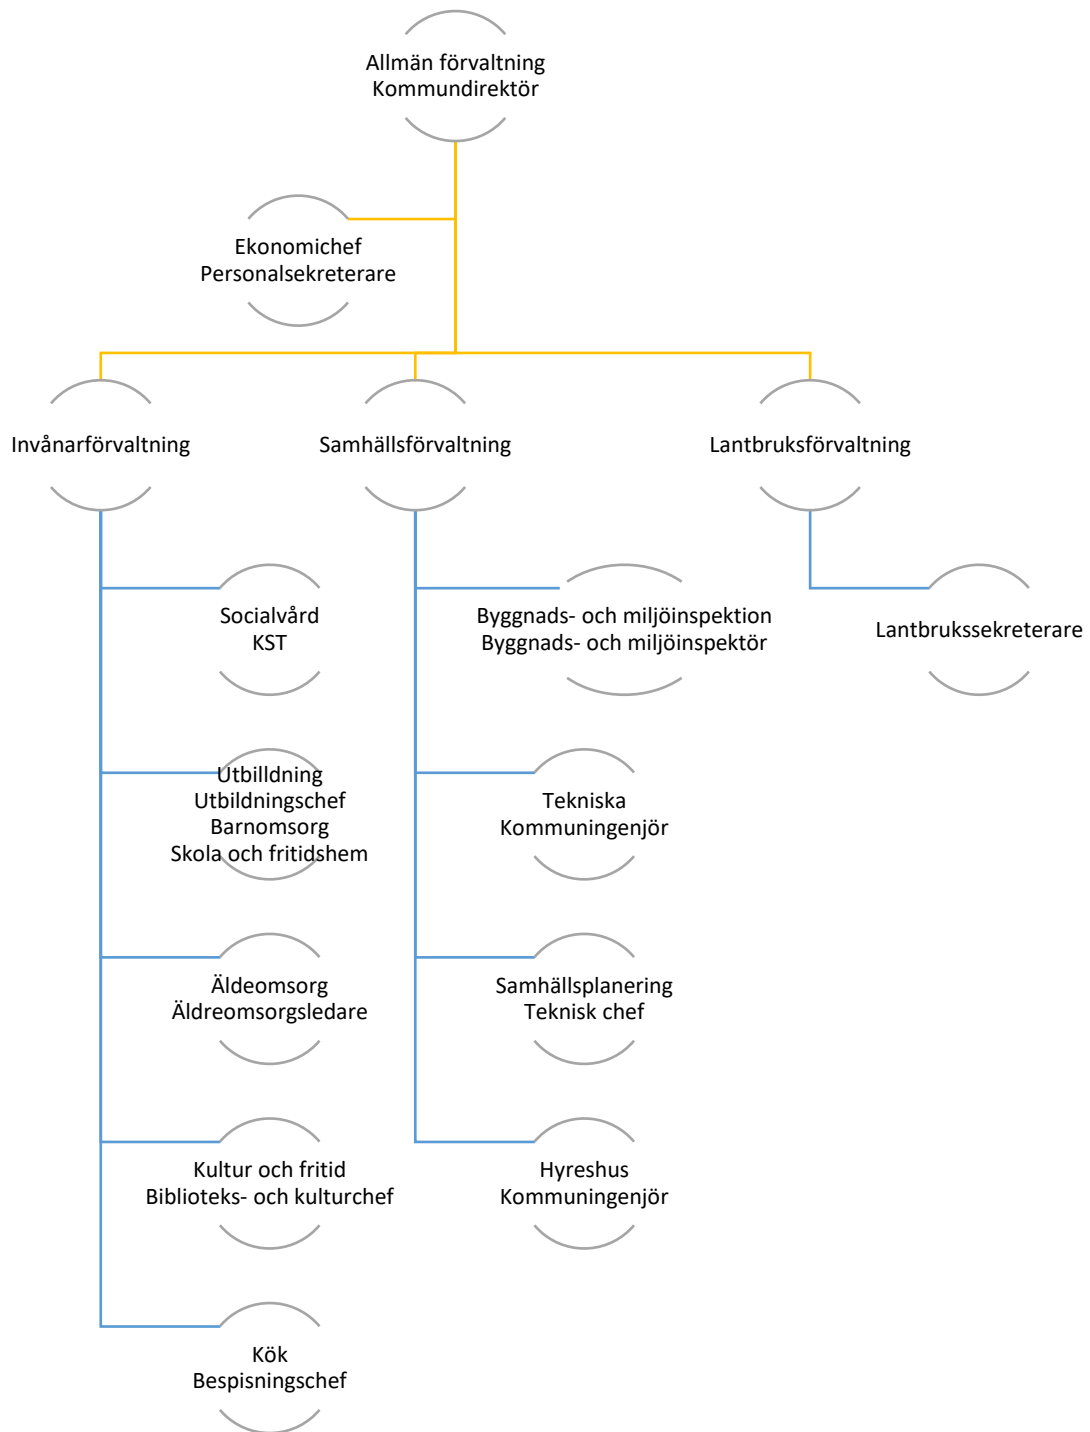 Allmän förvaltning
Kommundirektör
Ekonomichef
Personalsekreterare
Invånarförvaltning
Samhällsförvaltning
Lantbruksförvaltning
Socialvård
KST
Byggnads- och miljöinspektion
Byggnads- och miljöinspektör
Lantbrukssekreterare
Utbilldning
Utbildningschef
Barnomsorg
Skola och fritidshem
Tekniska
Kommuningenjör
Äldeomsorg
Äldreomsorgsledare
Samhällsplanering
Teknisk chef
Kultur och fritid
Biblioteks- och kulturchef
Hyreshus
Kommuningenjör
Kök
Bespisningschef